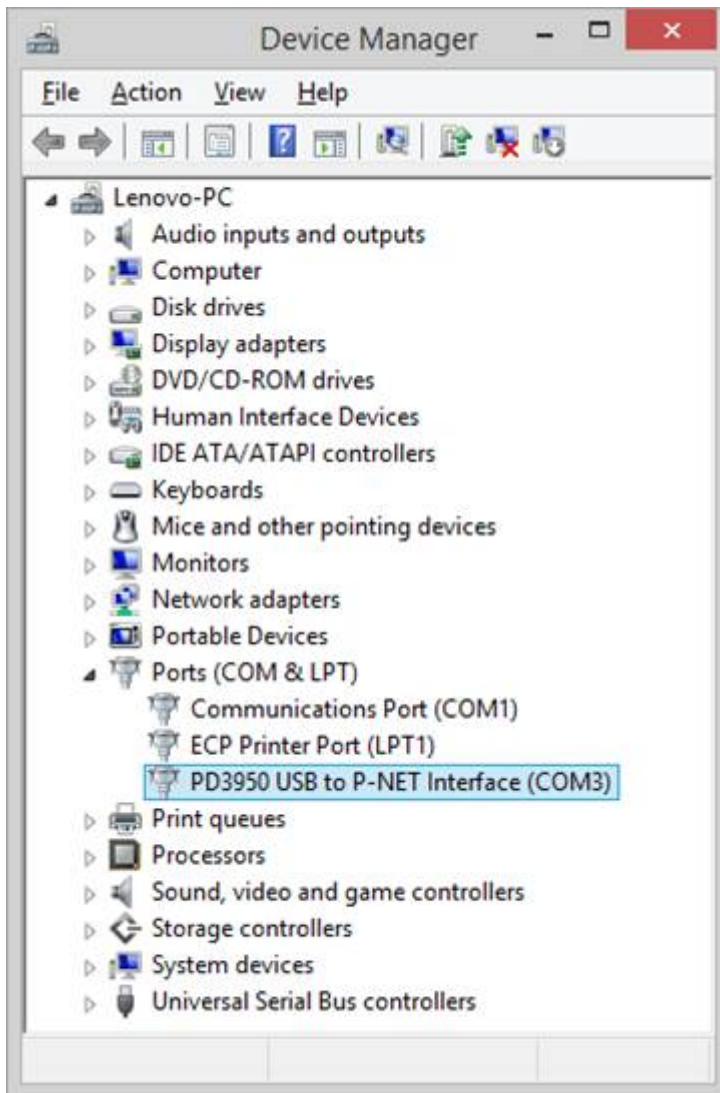 Device Manager
File Action View Help
Lenovo-PC
Audio inputs and outputs
Computer
Disk drives
Display adapters
DVD/CD-ROM drives
Human Interface Devices
IDE ATA/ATAPI controllers
Keyboards
Mice and other pointing devices
Monitors
Network adapters
Portable Devices
Ports (COM & LPT)
Communications Port (COM1)
ECP Printer Port (LPT1)
PD3950 USB to P-NET Interface (COM3)
Print queues
Processors
Sound, video and game controllers
Storage controllers
System devices
Universal Serial Bus controllers